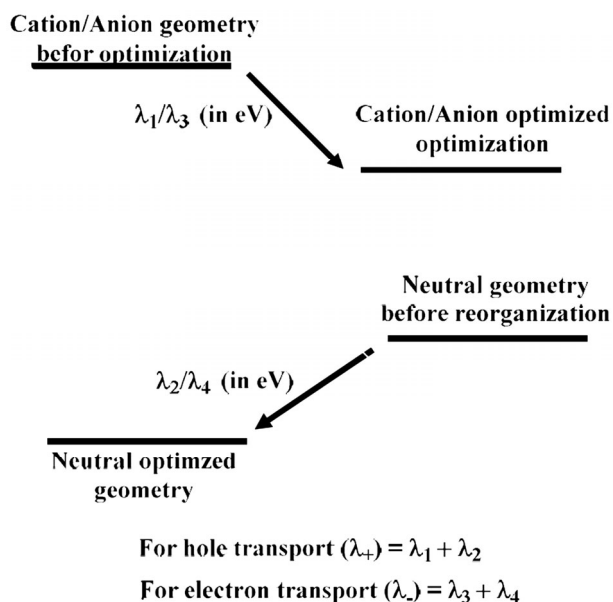 Cation/Anion geometry
befor optimization
λ₁/λ₃ (in eV)
Cation/Anion optimized
optimization
Neutral geometry
before reorganization
λ₂/λ₄ (in eV)
Neutral optimzed
geometry
For hole transport (λ₊) = λ₁ + λ₂
For electron transport (λ₋) = λ₃ + λ₄